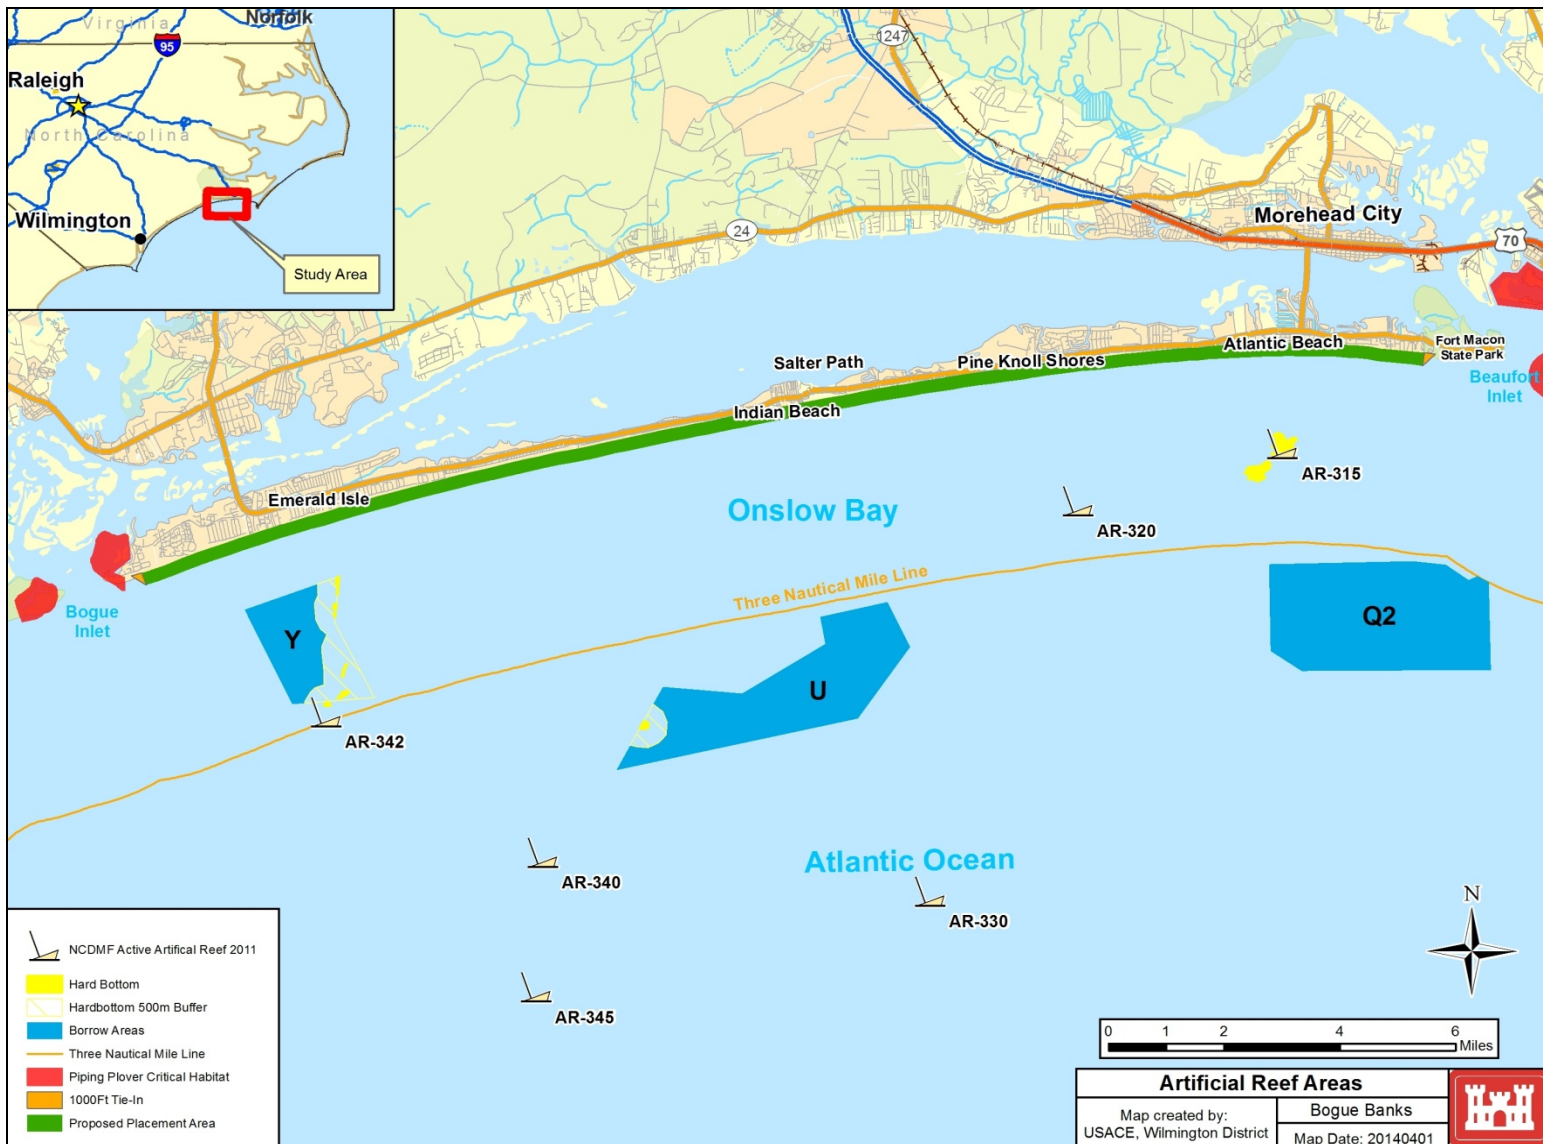 Virginia
Norfolk
95
Raleigh
North Carolina
Wilmington
Study Area
1247
24
Morehead City
70
Salter Path
Pine Knoll Shores
Atlantic Beach
Fort Macon
State Park
Beaufort
Inlet
Indian Beach
Emerald Isle
AR-315
Onslow Bay
AR-320
Three Nautical Mile Line
Bogue
Inlet
Y
Q2
U
AR-342
Atlantic Ocean
AR-340
AR-330
AR-345
N
NCDMF Active Artifical Reef 2011
Hard Bottom
Hardbottom 500m Buffer
Borrow Areas
Three Nautical Mile Line
Piping Plover Critical Habitat
1000Ft Tie-In
Proposed Placement Area
0 1 2 4 6
Miles
Artificial Reef Areas
Map created by:
USACE, Wilmington District
Bogue Banks
Map Date: 20140401